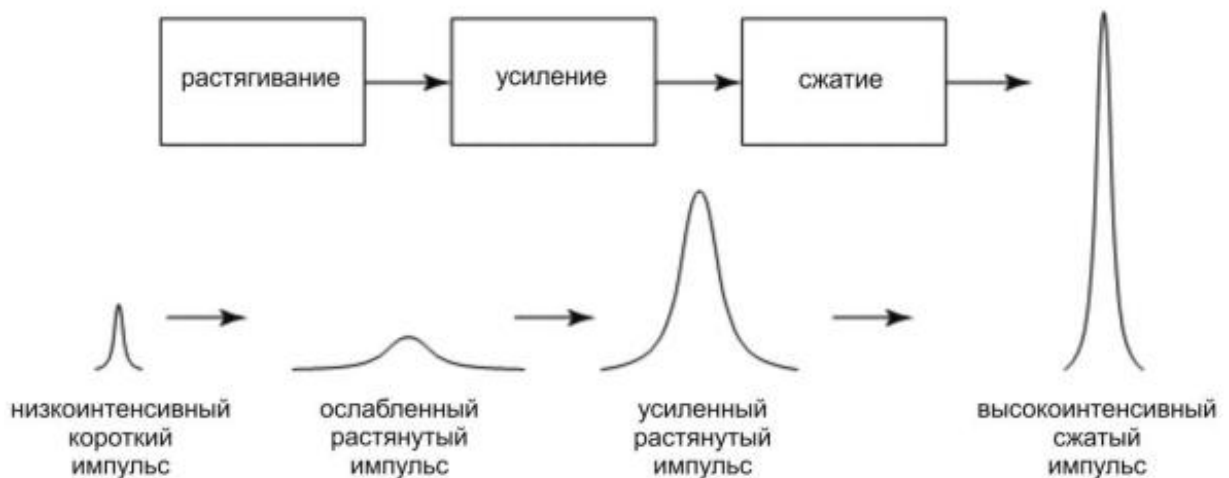 растягивание
усиление
сжатие
низкоинтенсивный
короткий
импульс
ослабленный
растянутый
импульс
усиленный
растянутый
импульс
высокоинтенсивный
сжатый
импульс